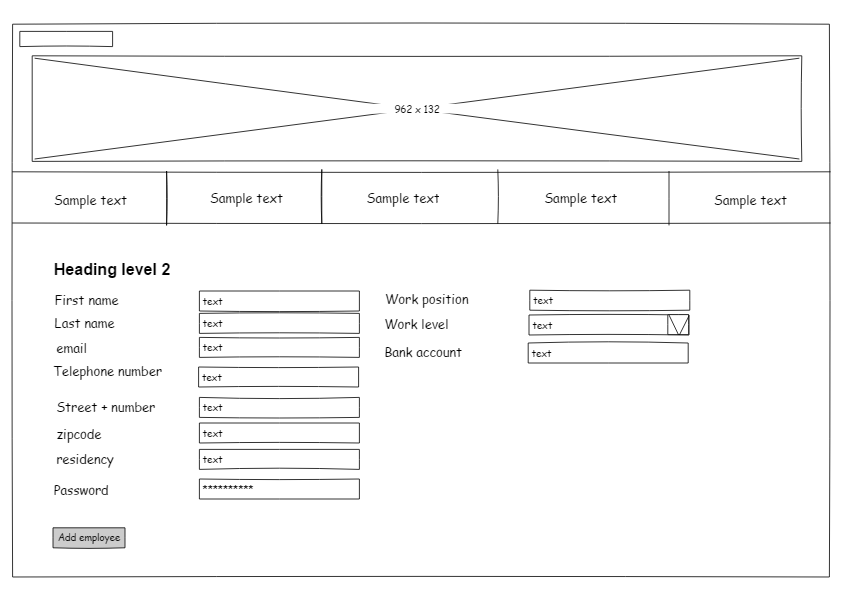 962 x 132
Sample text Sample text Sample text Sample text Sample text
Heading level 2
First name text
Last name text
email text
Telephone number text
Street + number text
zipcode text
residency text
Password **********
Work position text
Work level text
Bank account text
Add employee